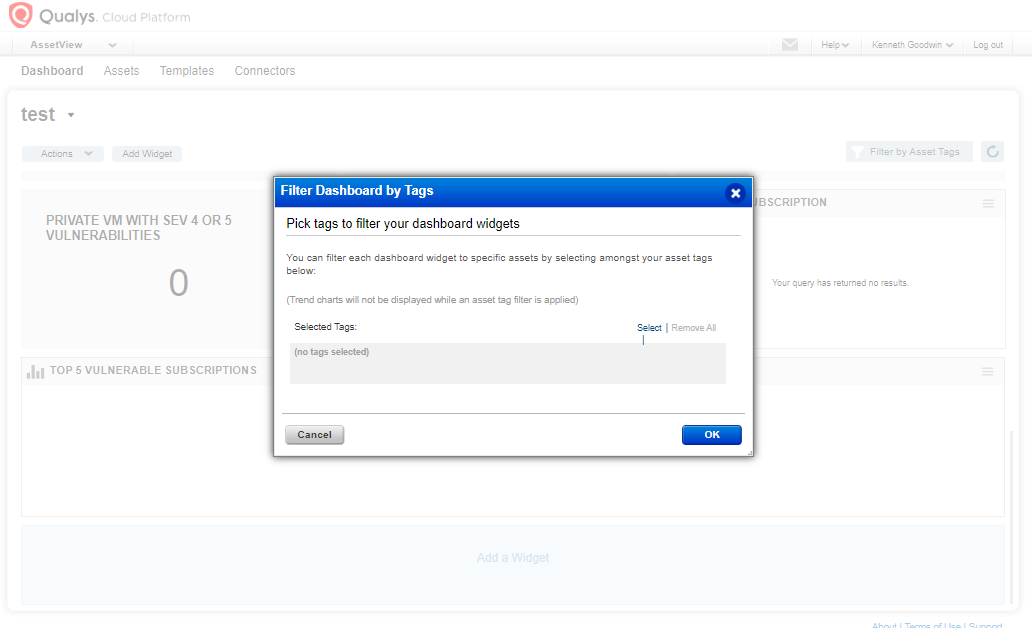 Qualys. Cloud Platform
AssetView
Help
Kenneth Goodwin
Log out
Dashboard
Assets
Templates
Connectors
test
Actions
Add Widget
Filter by Asset Tags
Filter Dashboard by Tags
Pick tags to filter your dashboard widgets
You can filter each dashboard widget to specific assets by selecting amongst your asset tags
below:
(Trend charts will not be displayed while an asset tag filter is applied)
Selected Tags:
Select | Remove All
(no tags selected)
Cancel
OK
PRIVATE VM WITH SEV 4 OR 5
VULNERABILITIES
0
UBSCRIPTION
Your query has returned no results.
TOP 5 VULNERABLE SUBSCRIPTIONS
Add a Widget
About | Terms of Use | Support